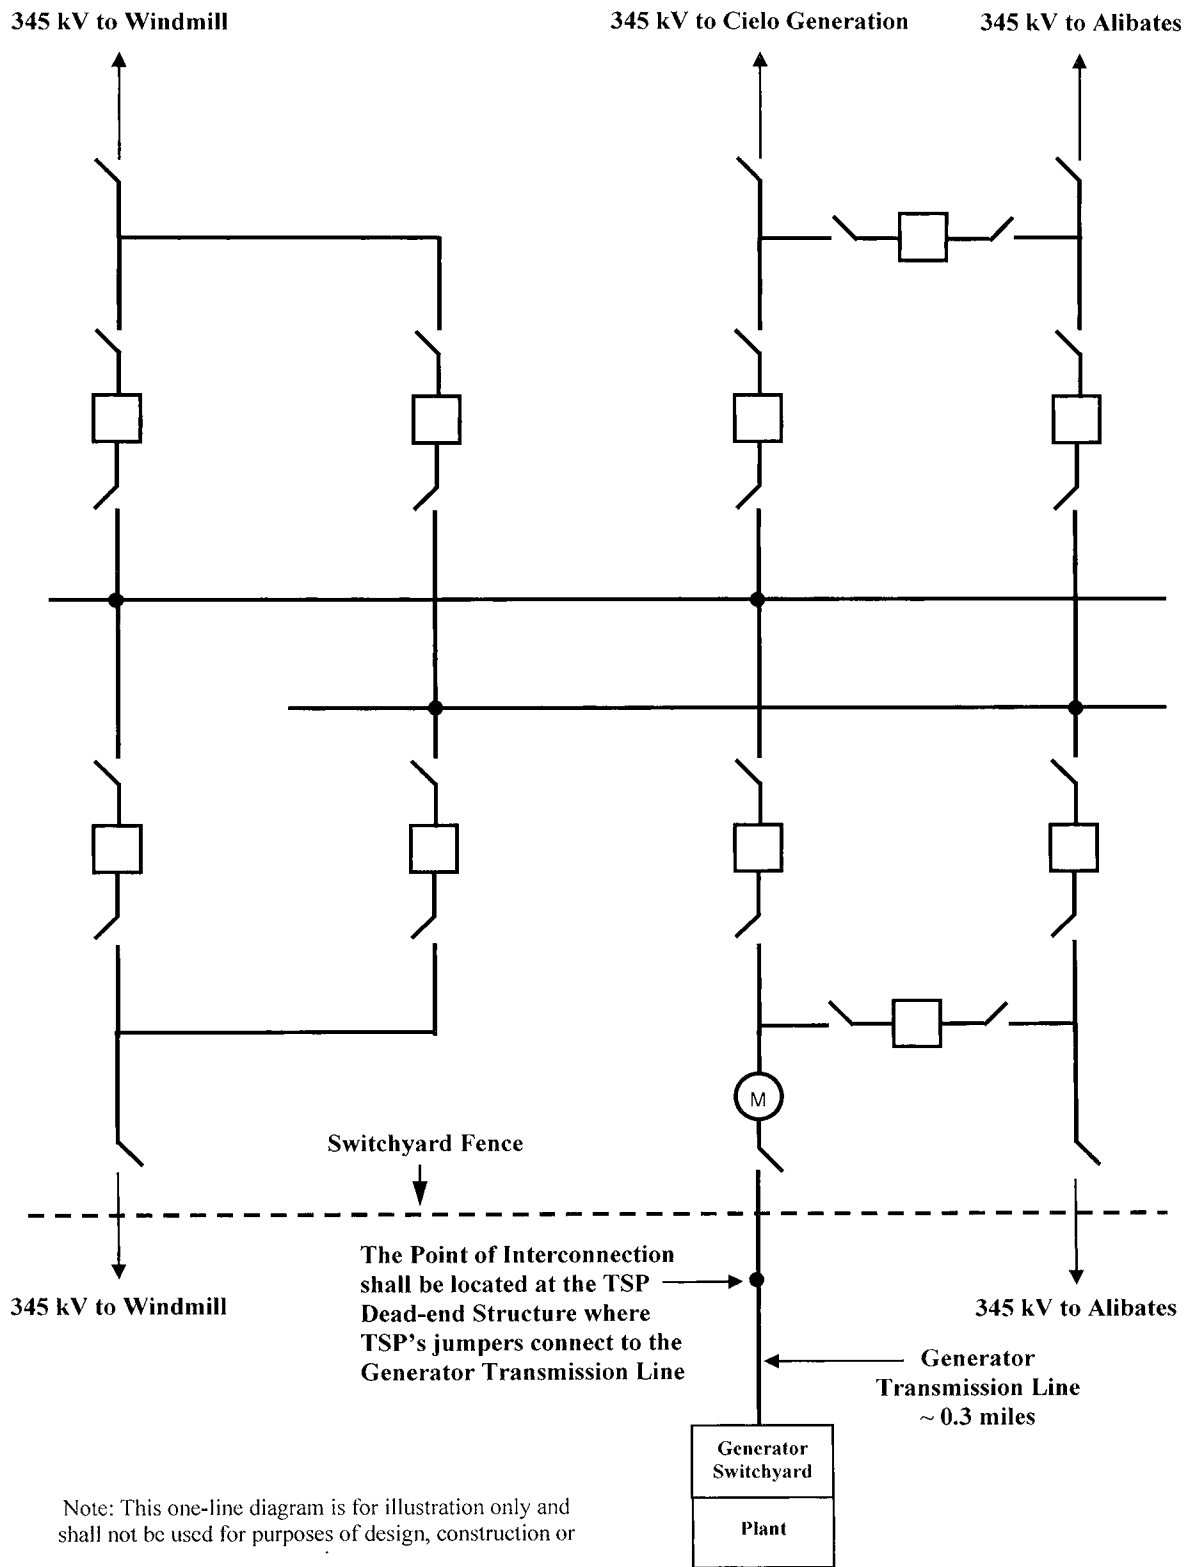 345 kV to Windmill
345 kV to Cielo Generation
345 kV to Alibates
M
Switchyard Fence
The Point of Interconnection
shall be located at the TSP
Dead-end Structure where
TSP's jumpers connect to the
Generator Transmission Line
345 kV to Windmill
345 kV to Alibates
Generator
Transmission Line
~ 0.3 miles
Generator
Switchyard
Plant
Note: This one-line diagram is for illustration only and
shall not be used for purposes of design, construction or